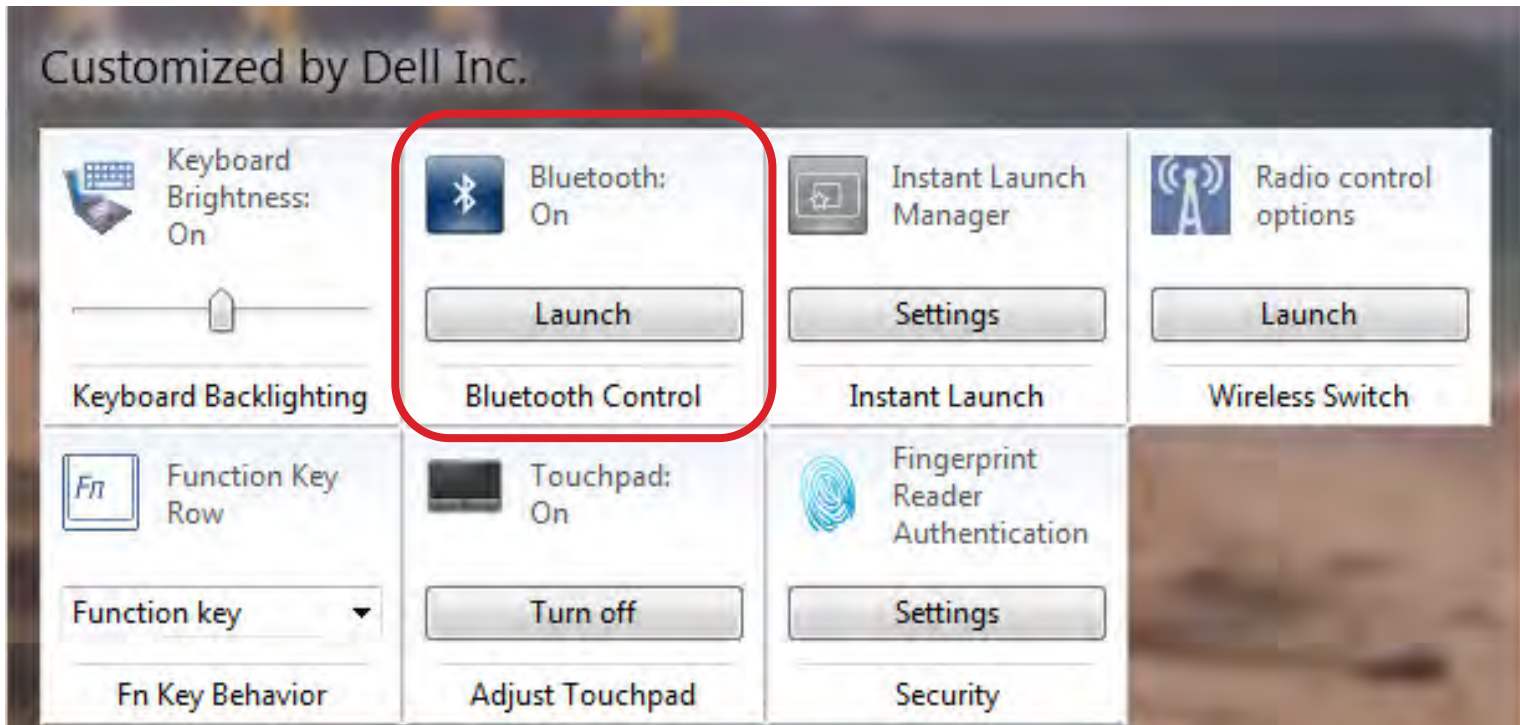 Customized by Dell Inc.
Keyboard
Brightness:
On
Keyboard Backlighting
Bluetooth:
On
Launch
Bluetooth Control
Instant Launch
Manager
Settings
Instant Launch
Radio control
options
Launch
Wireless Switch
Fn
Function Key
Row
Function key
Fn Key Behavior
Touchpad:
On
Turn off
Adjust Touchpad
Fingerprint
Reader
Authentication
Settings
Security